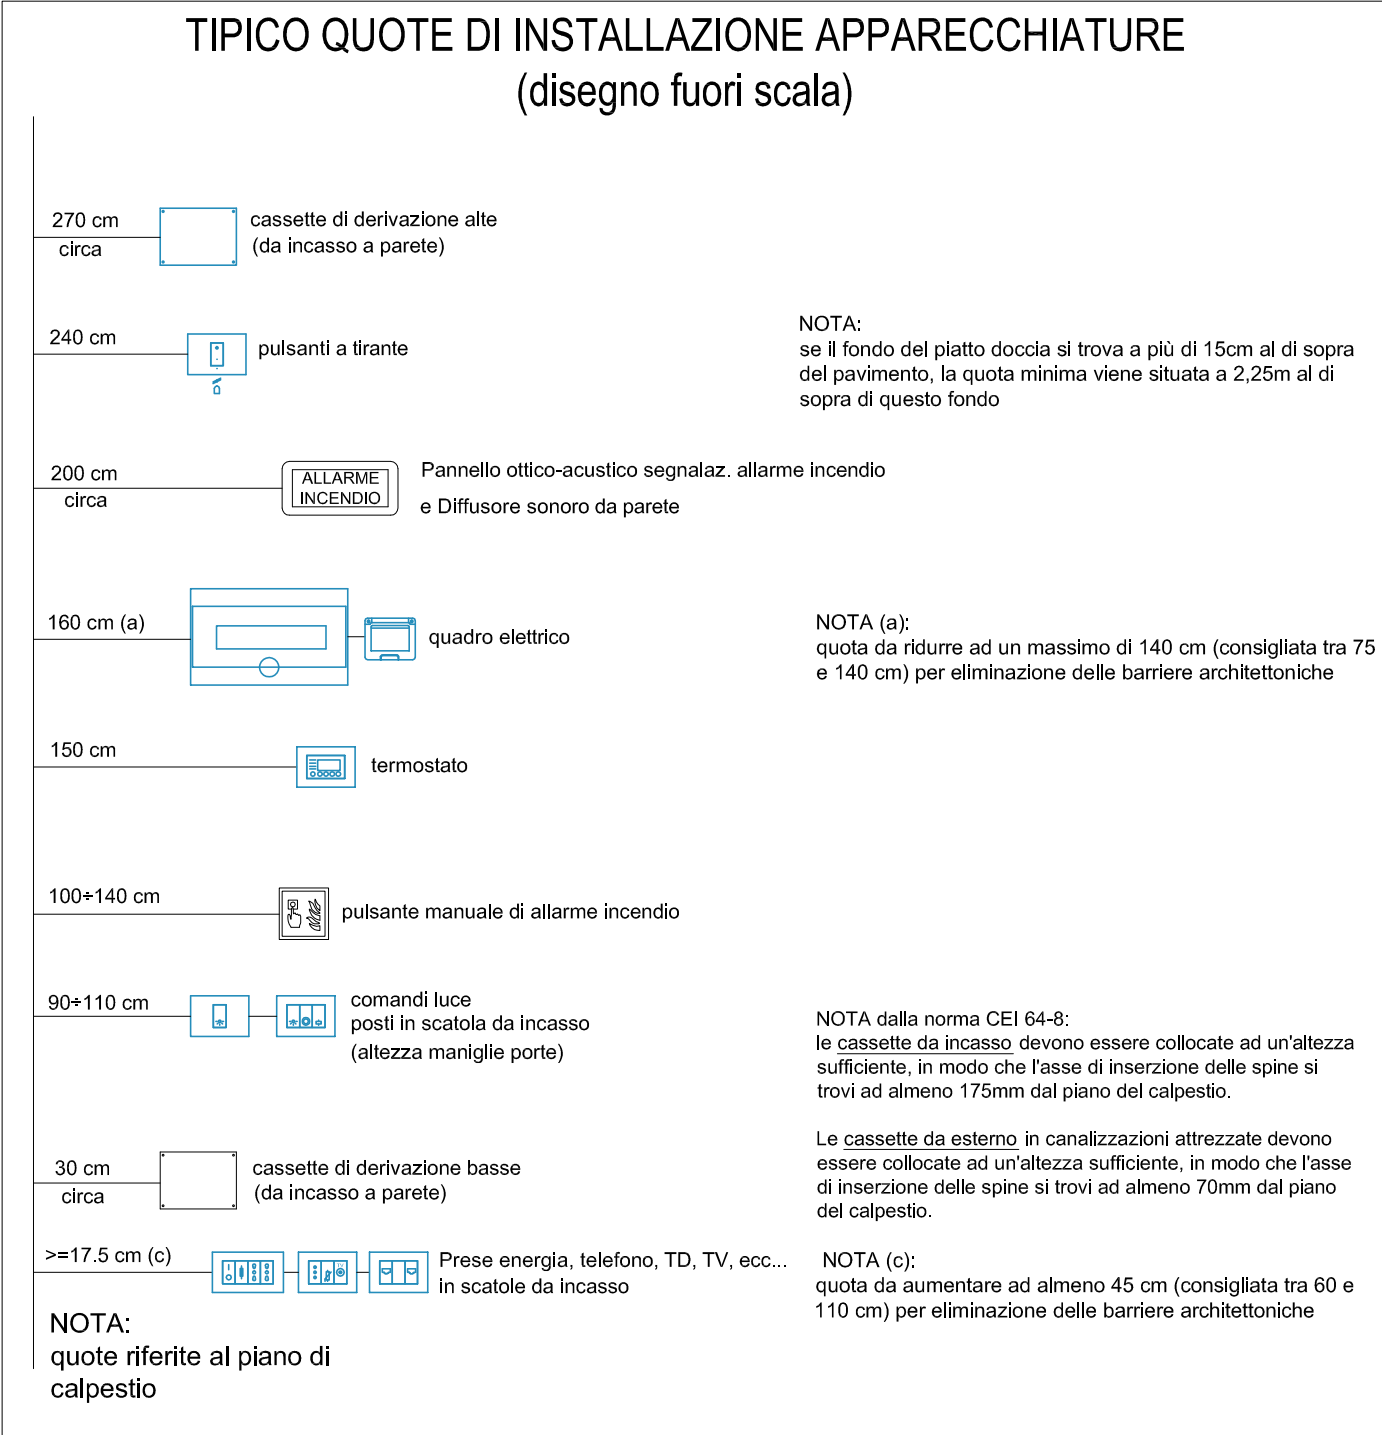 TIPICO QUOTE DI INSTALLAZIONE APPARECCHIATURE
(disegno fuori scala)
270 cm
circa
cassette di derivazione alte
(da incasso a parete)
240 cm
pulsanti a tirante
NOTA:
se il fondo del piatto doccia si trova a più di 15cm al di sopra
del pavimento, la quota minima viene situata a 2,25m al di
sopra di questo fondo
200 cm
circa
ALLARME
INCENDIO
Pannello ottico-acustico segnalaz. allarme incendio
e Diffusore sonoro da parete
160 cm (a)
quadro elettrico
NOTA (a):
quota da ridurre ad un massimo di 140 cm (consigliata tra 75
e 140 cm) per eliminazione delle barriere architettoniche
150 cm
termostato
100÷140 cm
pulsante manuale di allarme incendio
90÷110 cm
comandi luce
posti in scatola da incasso
(altezza maniglie porte)
NOTA dalla norma CEI 64-8:
le cassette da incasso devono essere collocate ad un'altezza
sufficiente, in modo che l'asse di inserzione delle spine si
trovi ad almeno 175mm dal piano del calpestio.
Le cassette da esterno in canalizzazioni attrezzate devono
essere collocate ad un'altezza sufficiente, in modo che l'asse
di inserzione delle spine si trovi ad almeno 70mm dal piano
del calpestio.
30 cm
circa
cassette di derivazione basse
(da incasso a parete)
>=17.5 cm (c)
Prese energia, telefono, TD, TV, ecc...
in scatole da incasso
NOTA (c):
quota da aumentare ad almeno 45 cm (consigliata tra 60 e
110 cm) per eliminazione delle barriere architettoniche
NOTA:
quote riferite al piano di
calpestio